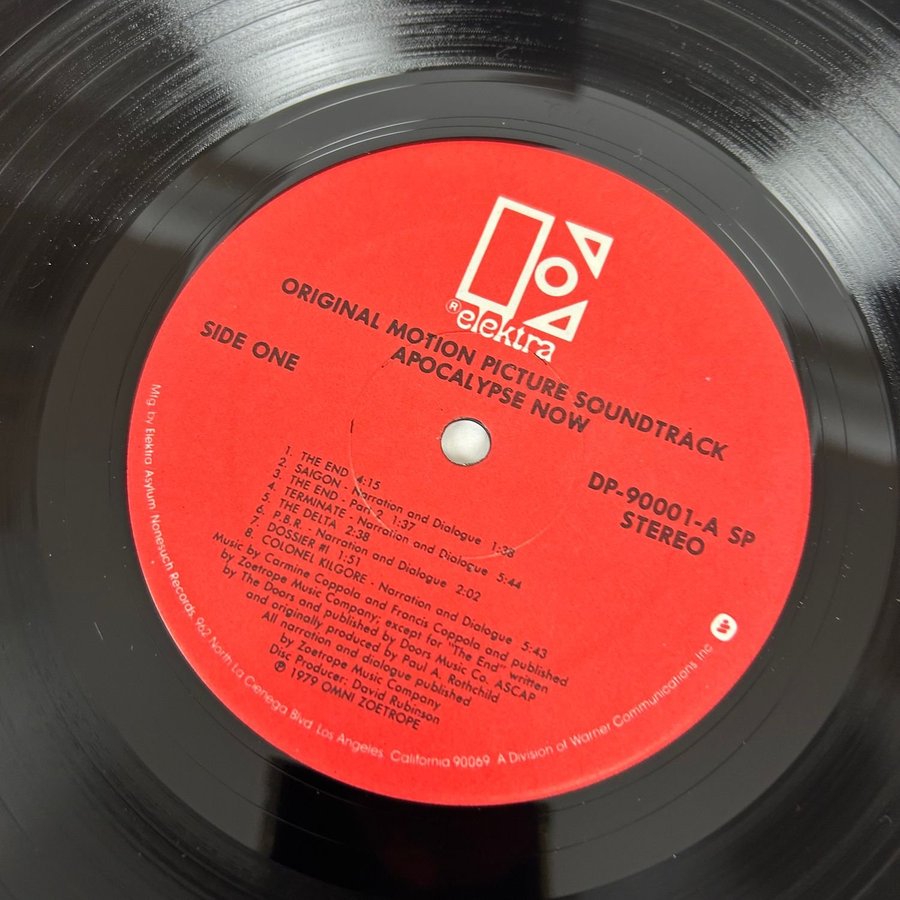 ® elektra
ORIGINAL MOTION PICTURE SOUNDTRACK
APOCALYPSE NOW
SIDE ONE
DP-90001-A SP
STEREO
1. THE END 4:15
2. SAIGON - Narration and Dialogue 1:38
3. THE END - Part 2 1:37
4. TERMINATE - Narration and Dialogue 5:44
5. THE DELTA 2:38
6. P.B.R. - Narration and Dialogue 2:02
7. DOSSIER #1 1:51
8. COLONEL KILGORE - Narration and Dialogue 5:43
Music by Carmine Coppola and Francis Coppola and published
by Zoetrope Music Company; except for "The End" written
by The Doors and published by Doors Music Co. ASCAP
and originally produced by Paul A. Rothchild
All narration and dialogue published
by Zoetrope Music Company
Disc Producer: David Rubinson
℗ 1979 OMNI ZOETROPE
Mfg. by Elektra/Asylum/Nonesuch Records, 962 North La Cienega Blvd., Los Angeles, California 90069 A Division of Warner Communications Inc.